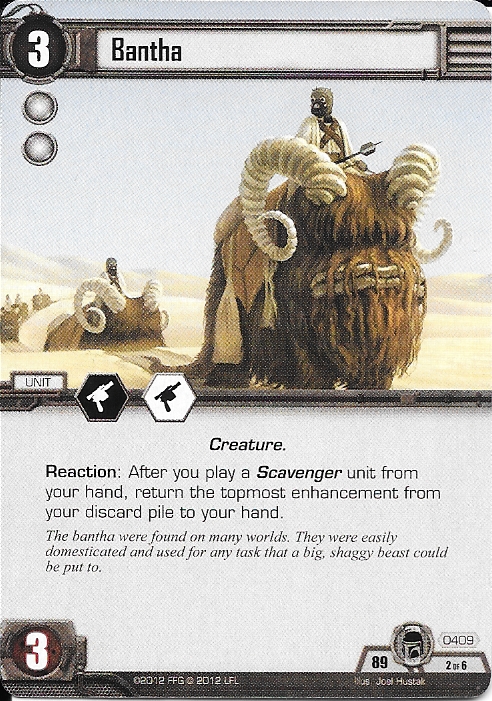 3
Bantha
UNIT
Creature.
Reaction: After you play a Scavenger unit from
your hand, return the topmost enhancement from
your discard pile to your hand.
The bantha were found on many worlds. They were easily
domesticated and used for any task that a big, shaggy beast could
be put to.
3
0409
89
2 OF 6
©2012 FFG © 2012 LFL
Illus. Joel Hustak